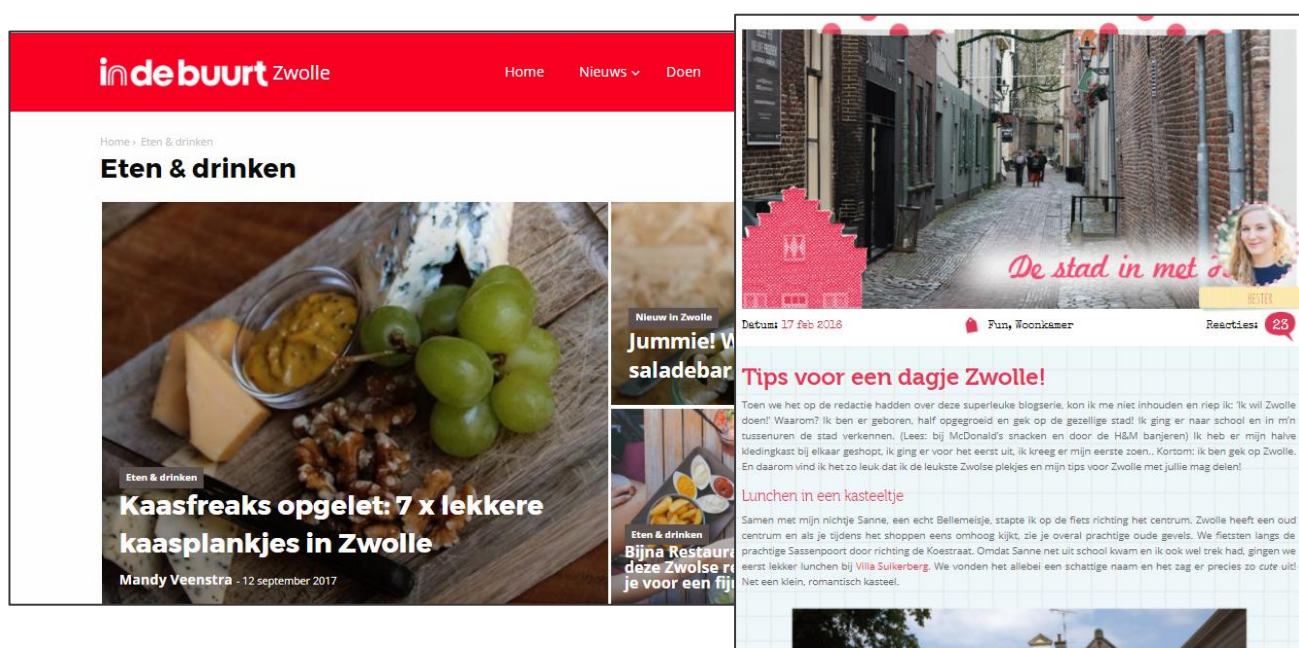 indebuurt Zwolle
Home Nieuws Doen
Home › Eten & drinken
Eten & drinken
Eten & drinken
Kaasfreaks opgelet: 7 x lekkere
kaasplankjes in Zwolle
Mandy Veenstra - 12 september 2017
Nieuw in Zwolle
Jummie!
saladebar
Eten & drinken
Bijna
deze Zwolse
je voor een
De stad in met
HESTER
Datum: 17 feb 2016
Fun, Woonkamer
Reacties: 23
Tips voor een dagje Zwolle!
Toen we het op de redactie hadden over deze superleuke blogserie, kon ik me niet inhouden en riep ik: 'Ik wil Zwolle
doen!' Waarom? Ik ben er geboren, half opgegroeid en gek op de gezellige stad! Ik ging er naar school en in m'n
tussenuren de stad verkennen. (Lees: bij McDonald's snacken en door de H&M banjeren) Ik heb er mijn halve
kledingkast bij elkaar geshopt, ik ging er voor het eerst uit, ik kreeg er mijn eerste zoen.. Kortom: ik ben gek op Zwolle.
En daarom vind ik het zo leuk dat ik de leukste Zwolse plekjes en mijn tips voor Zwolle met jullie mag delen!
Lunchen in een kasteeltje
Samen met mijn nichtje Sanne, een echt Bellemeisje, stapte ik op de fiets richting het centrum. Zwolle heeft een oud
centrum en als je tijdens het shoppen eens omhoog kijkt, zie je overal prachtige oude gevels. We fietsten langs de
prachtige Sassenpoort door richting de Koestraat. Omdat Sanne net uit school kwam en ik ook wel trek had, gingen we
eerst lekker lunchen bij Villa Suikerberg. We vonden het allebei een schattige naam en het zag er precies zo cute uit!
Net een klein, romantisch kasteel.